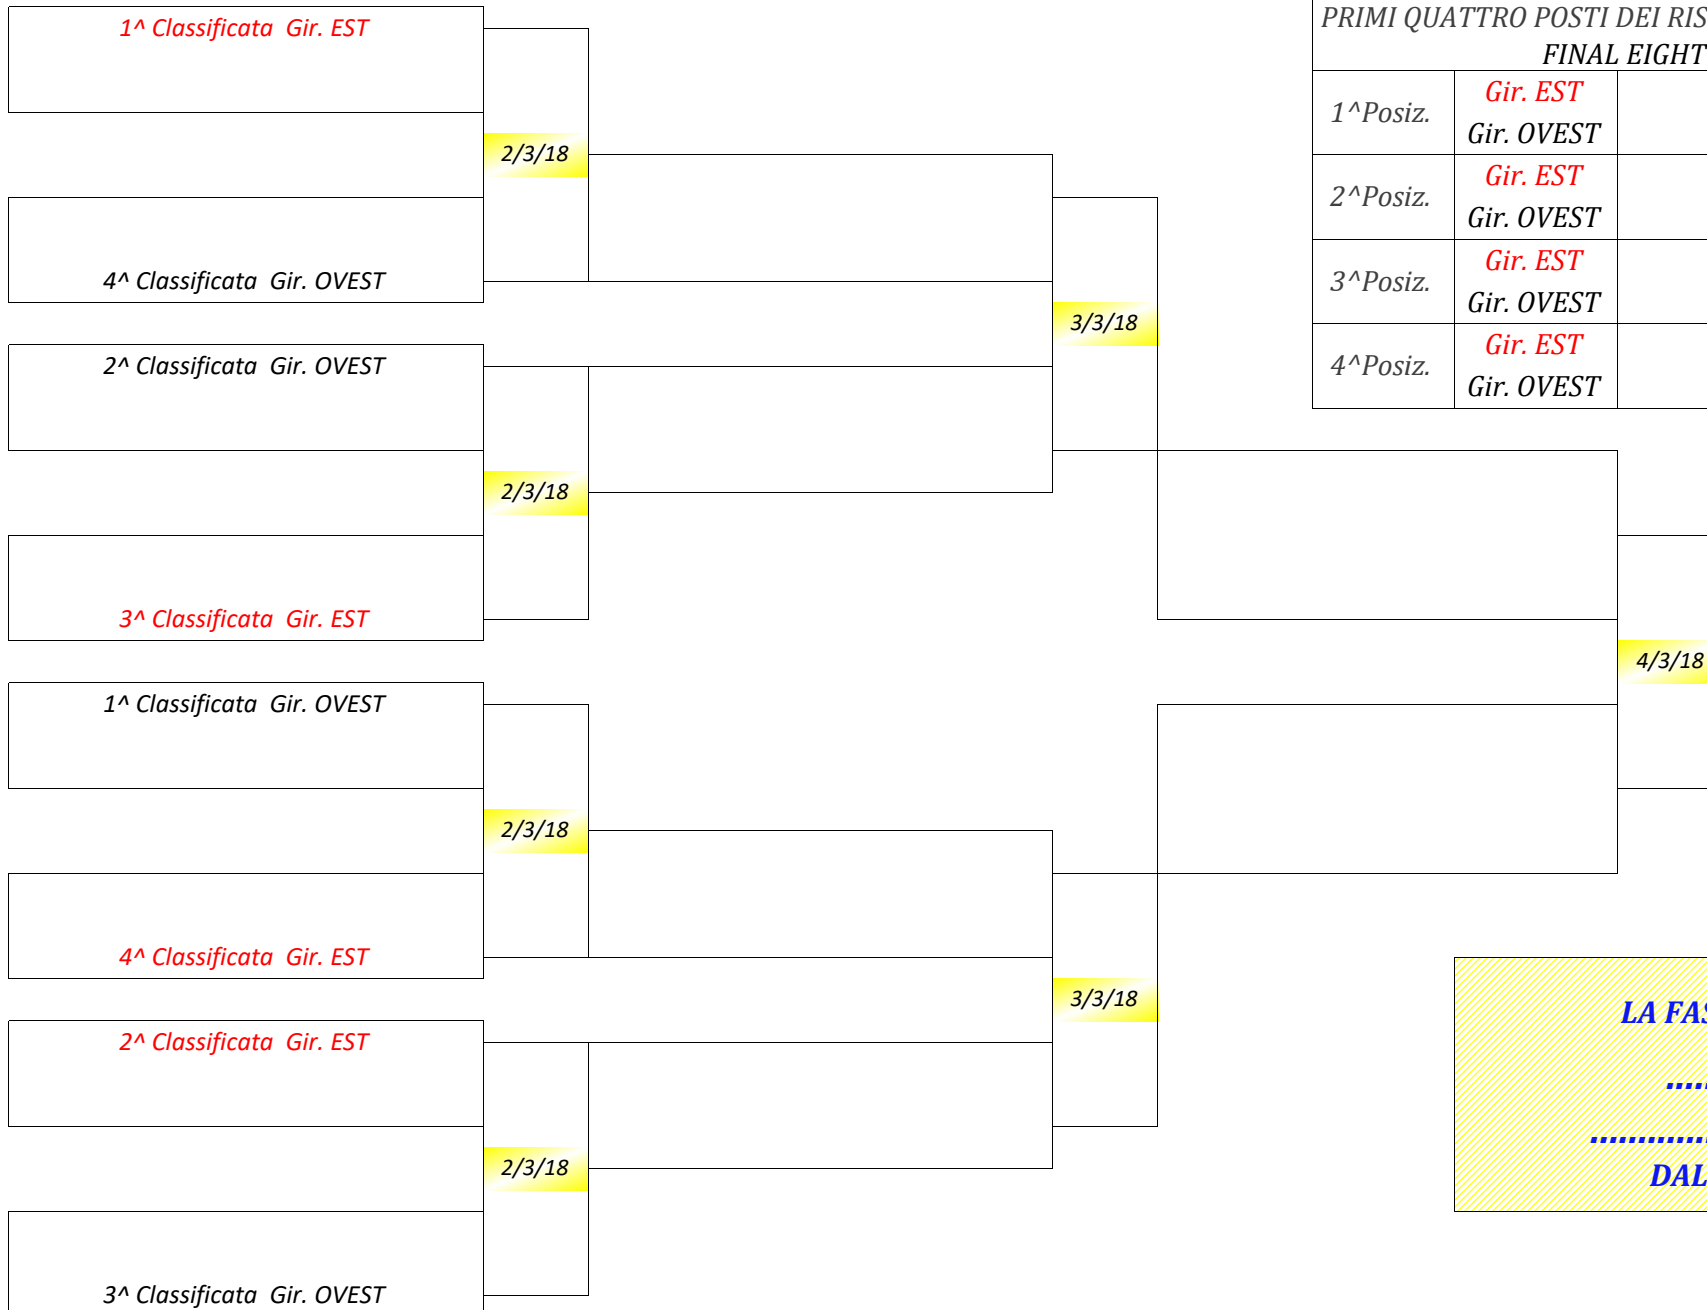 1^ Classificata Gir. EST
2/3/18
4^ Classificata Gir. OVEST
2^ Classificata Gir. OVEST
2/3/18
3^ Classificata Gir. EST
1^ Classificata Gir. OVEST
2/3/18
4^ Classificata Gir. EST
2^ Classificata Gir. EST
2/3/18
3^ Classificata Gir. OVEST
3/3/18
3/3/18
4/3/18
PRIMI QUATTRO POSTI DEI RIS
FINAL EIGHT
1^Posiz.
Gir. EST
Gir. OVEST
2^Posiz.
Gir. EST
Gir. OVEST
3^Posiz.
Gir. EST
Gir. OVEST
4^Posiz.
Gir. EST
Gir. OVEST
LA FAS
.....
.............
DAL